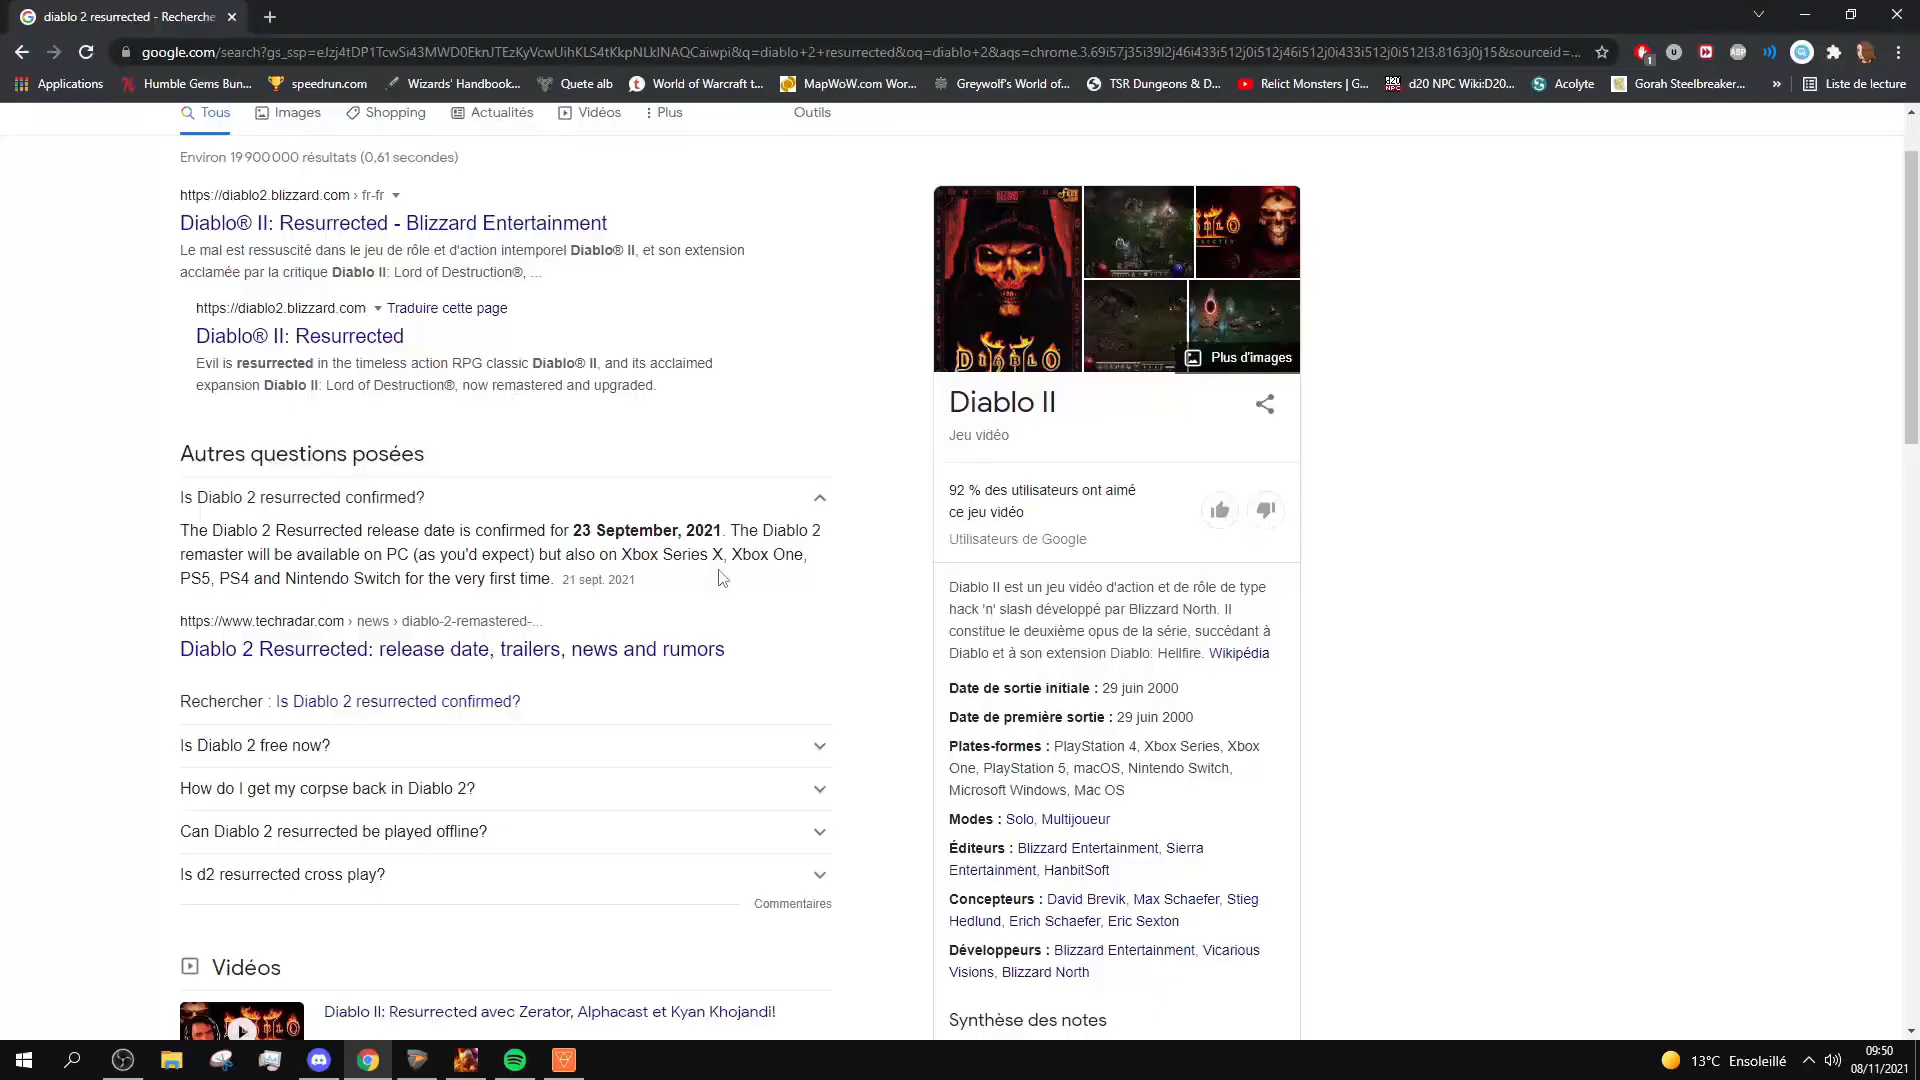 diablo 2 resurrected - Recherche
google.com/search?gs_ssp=eJzj4tDP1TcwSi43MWD0EknJTEzKyVcwUihKLS4tKkpNLklNAQCaiwpi&q=diablo+2+resurrected&oq=diablo+2&aqs=chrome.3.69i57j35i39l2j46i433i512j0i512j46i512j0i433i512j0i512l3.8163j0j15&sourceid=...
1
Applications
Humble Gems Bun...
speedrun.com
Wizards' Handbook...
Quete alb
World of Warcraft t...
MapWoW.com Wor...
Greywolf's World of...
TSR Dungeons & D...
Relict Monsters | G...
d20 NPC Wiki:D20...
Acolyte
Gorah Steelbreaker...
»
Liste de lecture
Tous
Images
Shopping
Actualités
Vidéos
Plus
Outils
Environ 19 900 000 résultats (0,61 secondes)
https://diablo2.blizzard.com › fr-fr
Diablo® II: Resurrected - Blizzard Entertainment
Le mal est ressuscité dans le jeu de rôle et d'action intemporel Diablo® II, et son extension
acclamée par la critique Diablo II: Lord of Destruction®, ...
https://diablo2.blizzard.com Traduire cette page
Diablo® II: Resurrected
Evil is resurrected in the timeless action RPG classic Diablo® II, and its acclaimed
expansion Diablo II: Lord of Destruction®, now remastered and upgraded.
Autres questions posées
Is Diablo 2 resurrected confirmed?
The Diablo 2 Resurrected release date is confirmed for 23 September, 2021. The Diablo 2
remaster will be available on PC (as you'd expect) but also on Xbox Series X, Xbox One,
PS5, PS4 and Nintendo Switch for the very first time. 21 sept. 2021
https://www.techradar.com › news › diablo-2-remastered-...
Diablo 2 Resurrected: release date, trailers, news and rumors
Rechercher : Is Diablo 2 resurrected confirmed?
Is Diablo 2 free now?
How do I get my corpse back in Diablo 2?
Can Diablo 2 resurrected be played offline?
Is d2 resurrected cross play?
Commentaires
Vidéos
Diablo II: Resurrected avec Zerator, Alphacast et Kyan Khojandi!
DIABLO
Plus d'images
Diablo II
Jeu vidéo
92 % des utilisateurs ont aimé
ce jeu vidéo
Utilisateurs de Google
Diablo II est un jeu vidéo d'action et de rôle de type
hack 'n' slash développé par Blizzard North. Il
constitue le deuxième opus de la série, succédant à
Diablo et à son extension Diablo: Hellfire. Wikipédia
Date de sortie initiale : 29 juin 2000
Date de première sortie : 29 juin 2000
Plates-formes : PlayStation 4, Xbox Series, Xbox
One, PlayStation 5, macOS, Nintendo Switch,
Microsoft Windows, Mac OS
Modes : Solo, Multijoueur
Éditeurs : Blizzard Entertainment, Sierra
Entertainment, HanbitSoft
Concepteurs : David Brevik, Max Schaefer, Stieg
Hedlund, Erich Schaefer, Eric Sexton
Développeurs : Blizzard Entertainment, Vicarious
Visions, Blizzard North
Synthèse des notes
13°C Ensoleillé
09:50
08/11/2021